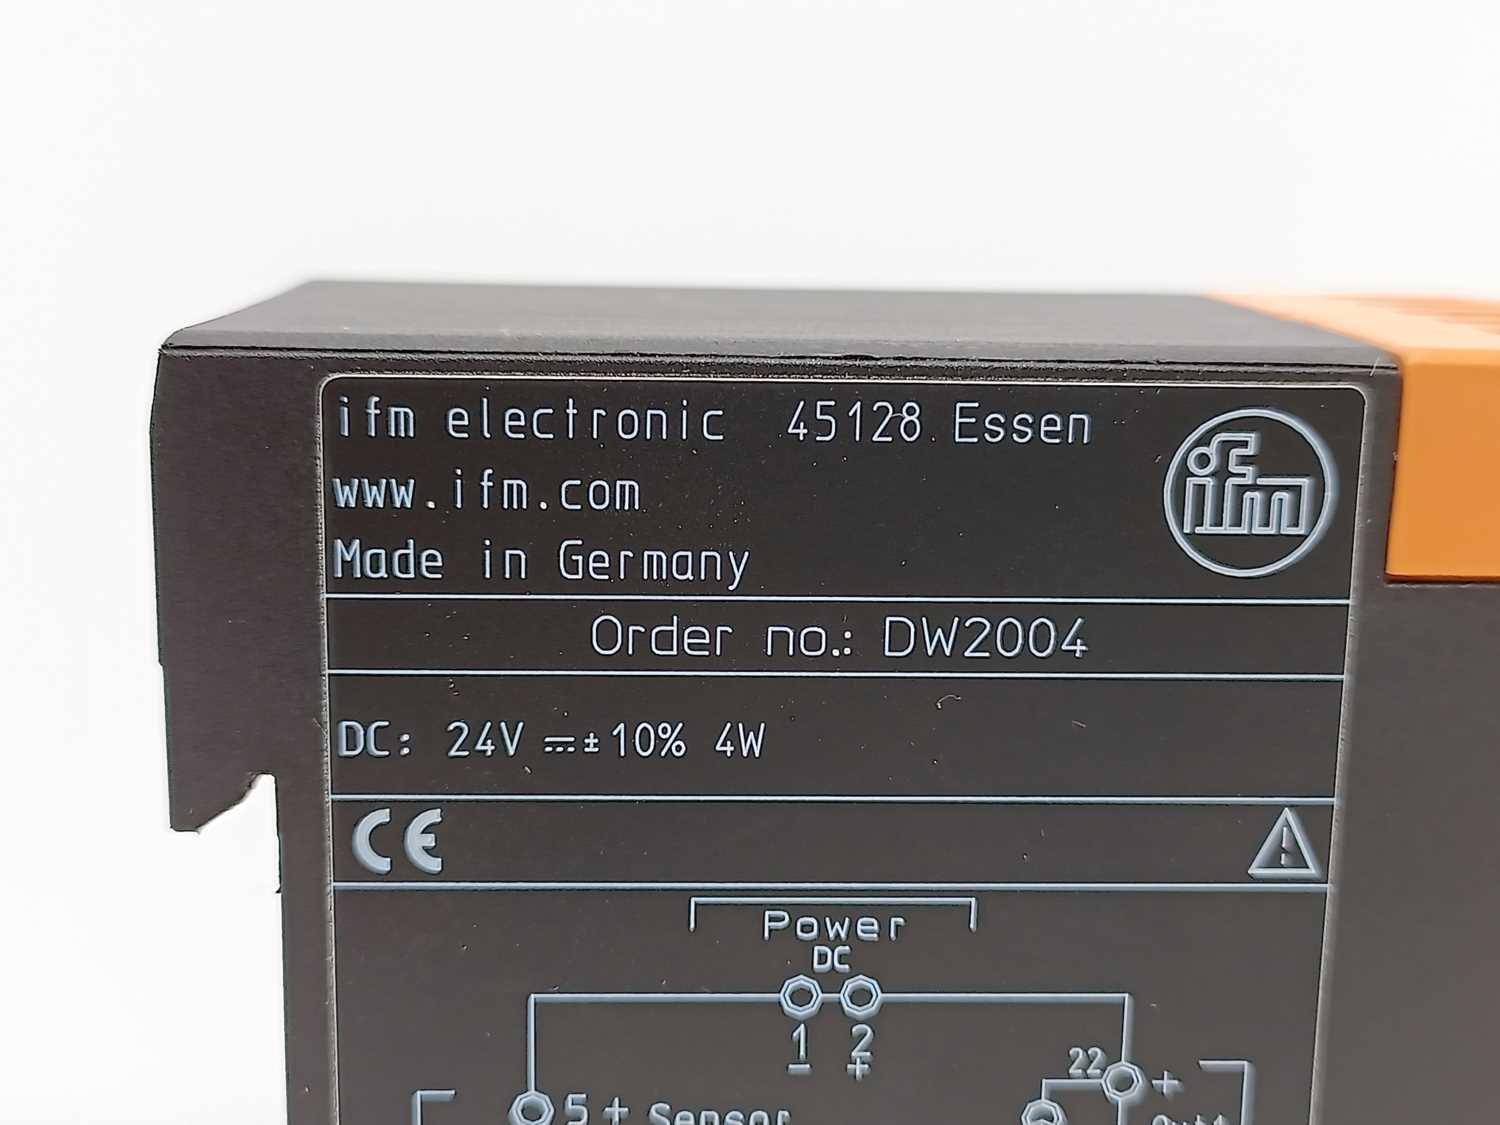 ifm electronic 45128 Essen
www.ifm.com
ifm
Made in Germany
Order no.: DW2004
DC: 24V ⎓ ±10% 4W
CE
Power
DC
1 2
- +
22
+
5 + Sensor